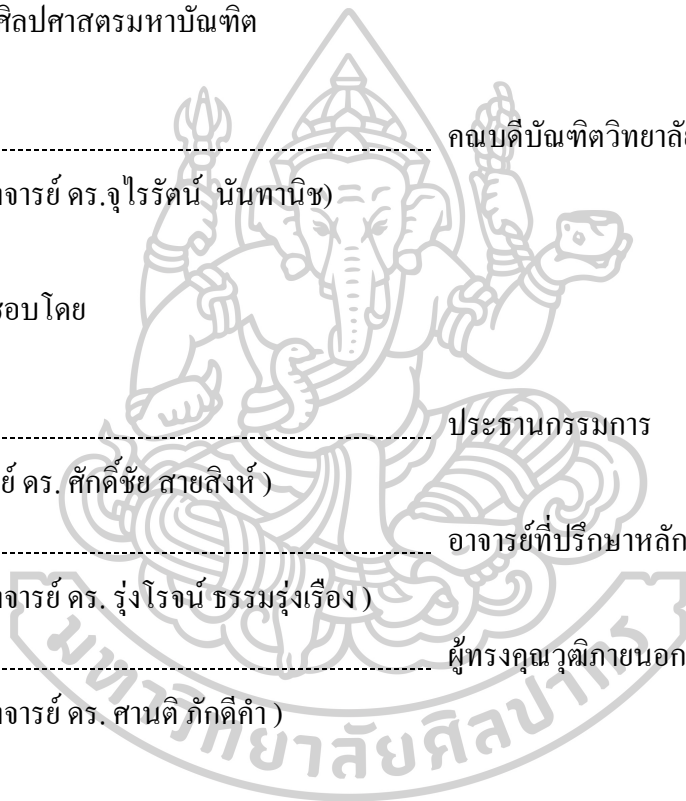 ศิลปศาสตรมหาบัณฑิต
คณบดีบัณฑิตวิทยาลัย
จารย์ ดร.จุไรรัตน์ นันทานิช)
สอบโดย
ประธานกรรมการ
ย์ ดร. ศักดิ์ชัย สายสิงห์ )
อาจารย์ที่ปรึกษาหลัก
จารย์ ดร. รุ่งโรจน์ ธรรมรุ่งเรือง )
ผู้ทรงคุณวุฒิภายนอก
จารย์ ดร. ศานติ ภักดีคำ )
มหาวิทยาลัยศิลปากร